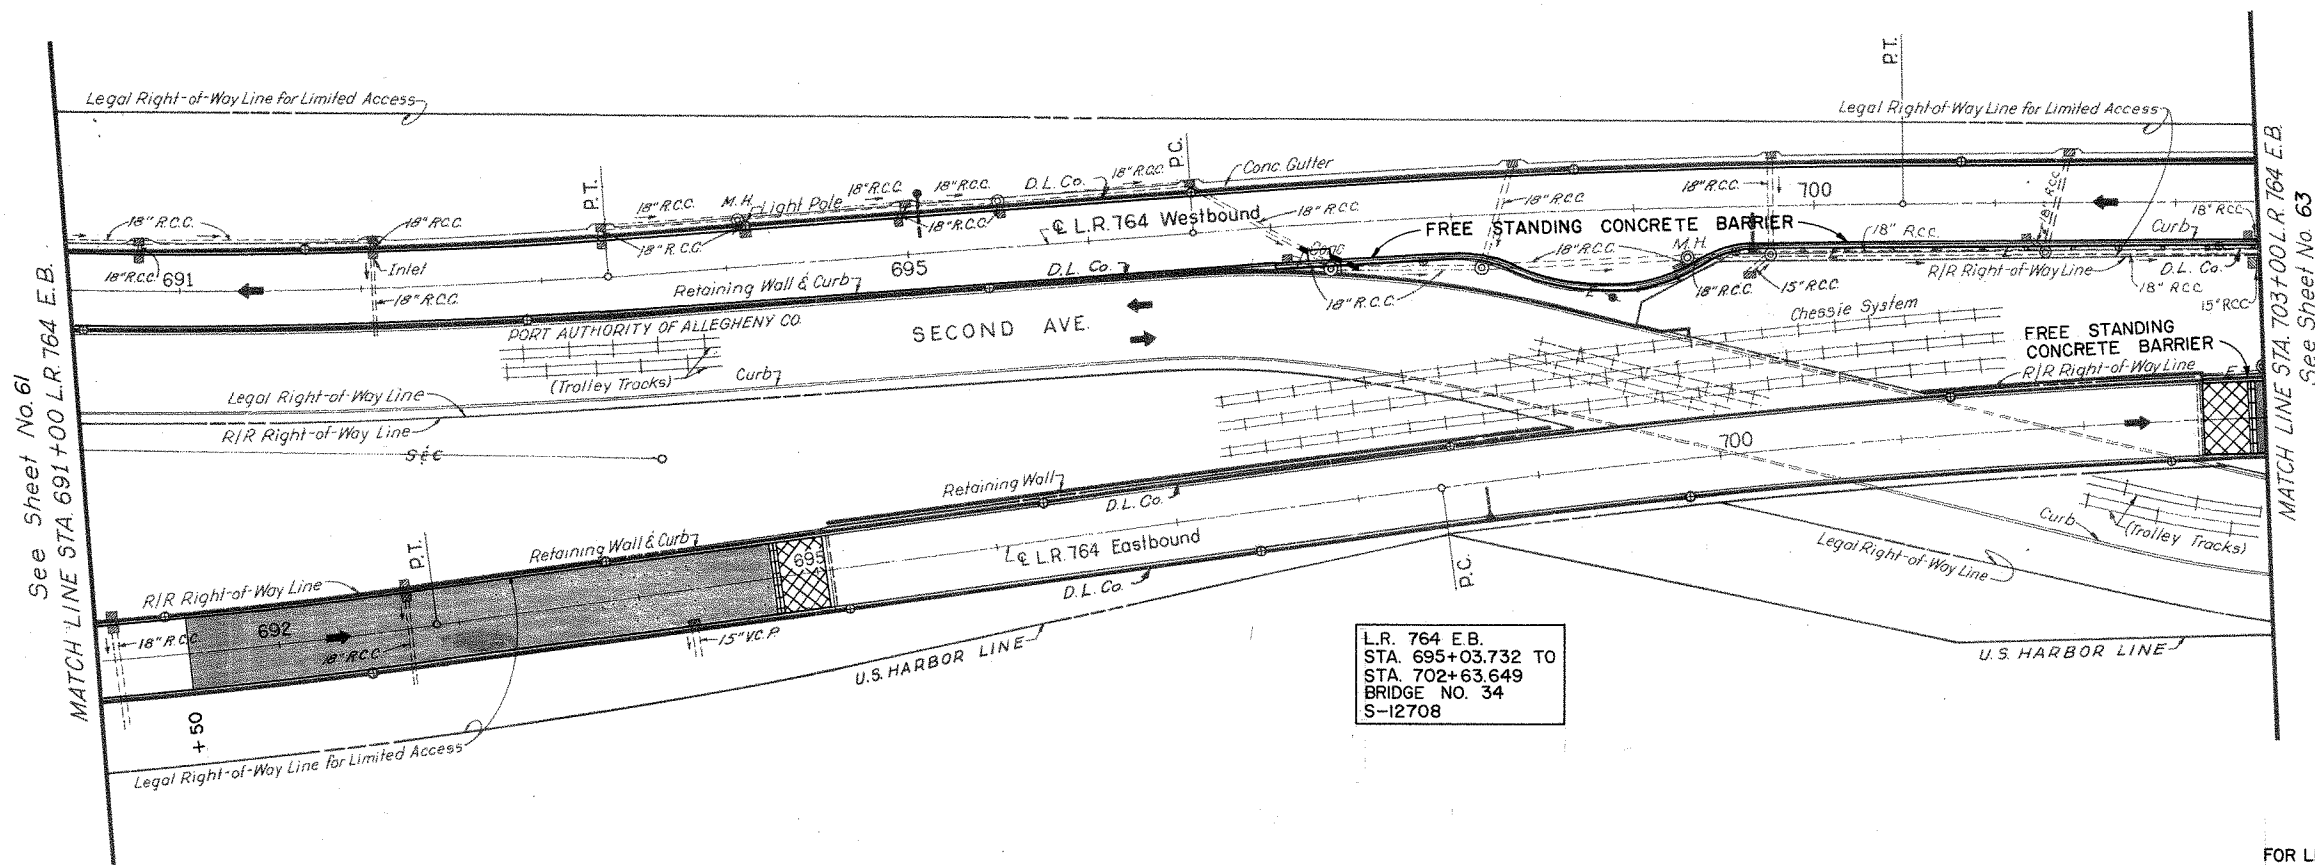 See Sheet No. 61
MATCH LINE STA. 691+00 L.R. 764 E.B.
Legal Right-of-Way Line for Limited Access
P.T.
Legal Right-of-Way Line for Limited Access
P.T.
P.C.
18" R.C.C.
18" R.C.C.
18" R.C.C.
M.H.
Light Pole
18" R.C.C.
18" R.C.C.
D.L. Co.
18" R.C.C.
Conc. Gutter
18" R.C.C.
18" R.C.C.
18" R.C.C.
700
18" R.C.C.
18" R.C.C.
18" R.C.C. 691
Inlet
18" R.C.C.
18" R.C.C.
18" R.C.C.
℄ L.R. 764 Westbound
695
D.L. Co.
Retaining Wall & Curb
FREE STANDING CONCRETE BARRIER
Conc.
18" R.C.C.
18" R.C.C.
M.H.
18" R.C.C.
15" R.C.C.
18" R.C.C.
Curb
R/R Right-of-Way Line
D.L. Co.
18" R.C.C.
15" RCC
PORT AUTHORITY OF ALLEGHENY CO.
SECOND AVE.
Chessie System
FREE STANDING
CONCRETE BARRIER
R/R Right-of-Way Line
(Trolley Tracks)
Curb
Legal Right-of-Way Line
R/R Right-of-Way Line
700
Retaining Wall
D.L. Co.
Curb
(Trolley Tracks)
Legal Right-of-Way Line
P.T.
Retaining Wall & Curb
695
℄ L.R. 764 Eastbound
P.C.
R/R Right-of-Way Line
D.L. Co.
18" R.C.C.
692
18" R.C.C.
15" V.C.P.
U.S. HARBOR LINE
U.S. HARBOR LINE
+50
Legal Right-of-Way Line for Limited Access
L.R. 764 E.B.
STA. 695+03.732 TO
STA. 702+63.649
BRIDGE NO. 34
S-12708
MATCH LINE STA. 703+00 L.R. 764 E.B.
See Sheet No. 63
FOR L